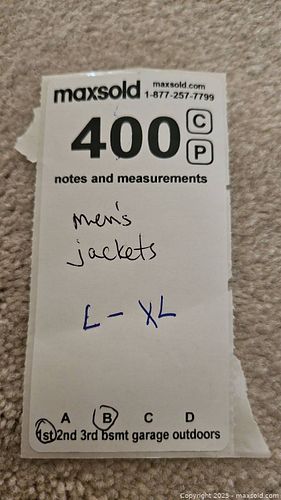 maxsold maxsold.com
1-877-257-7799
400 C
P
notes and measurements
men's
jackets
L - XL
A B C D
1st 2nd 3rd bsmt garage outdoors
Copyright 2025 - maxsold.com